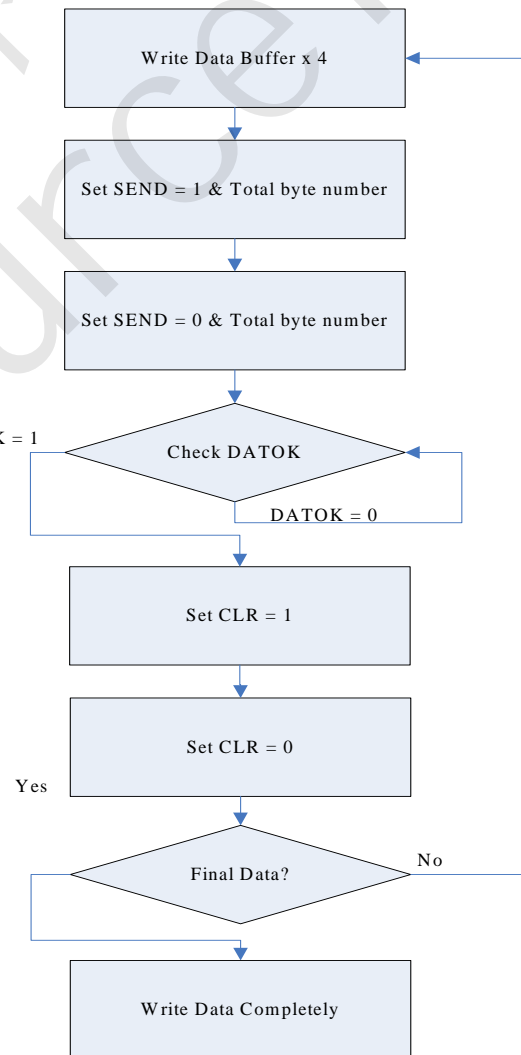 Write Data Buffer x 4
Set SEND = 1 & Total byte number
Set SEND = 0 & Total byte number
Check DATOK
K = 1
DATOK = 0
Set CLR = 1
Set CLR = 0
Yes
Final Data?
No
Write Data Completely